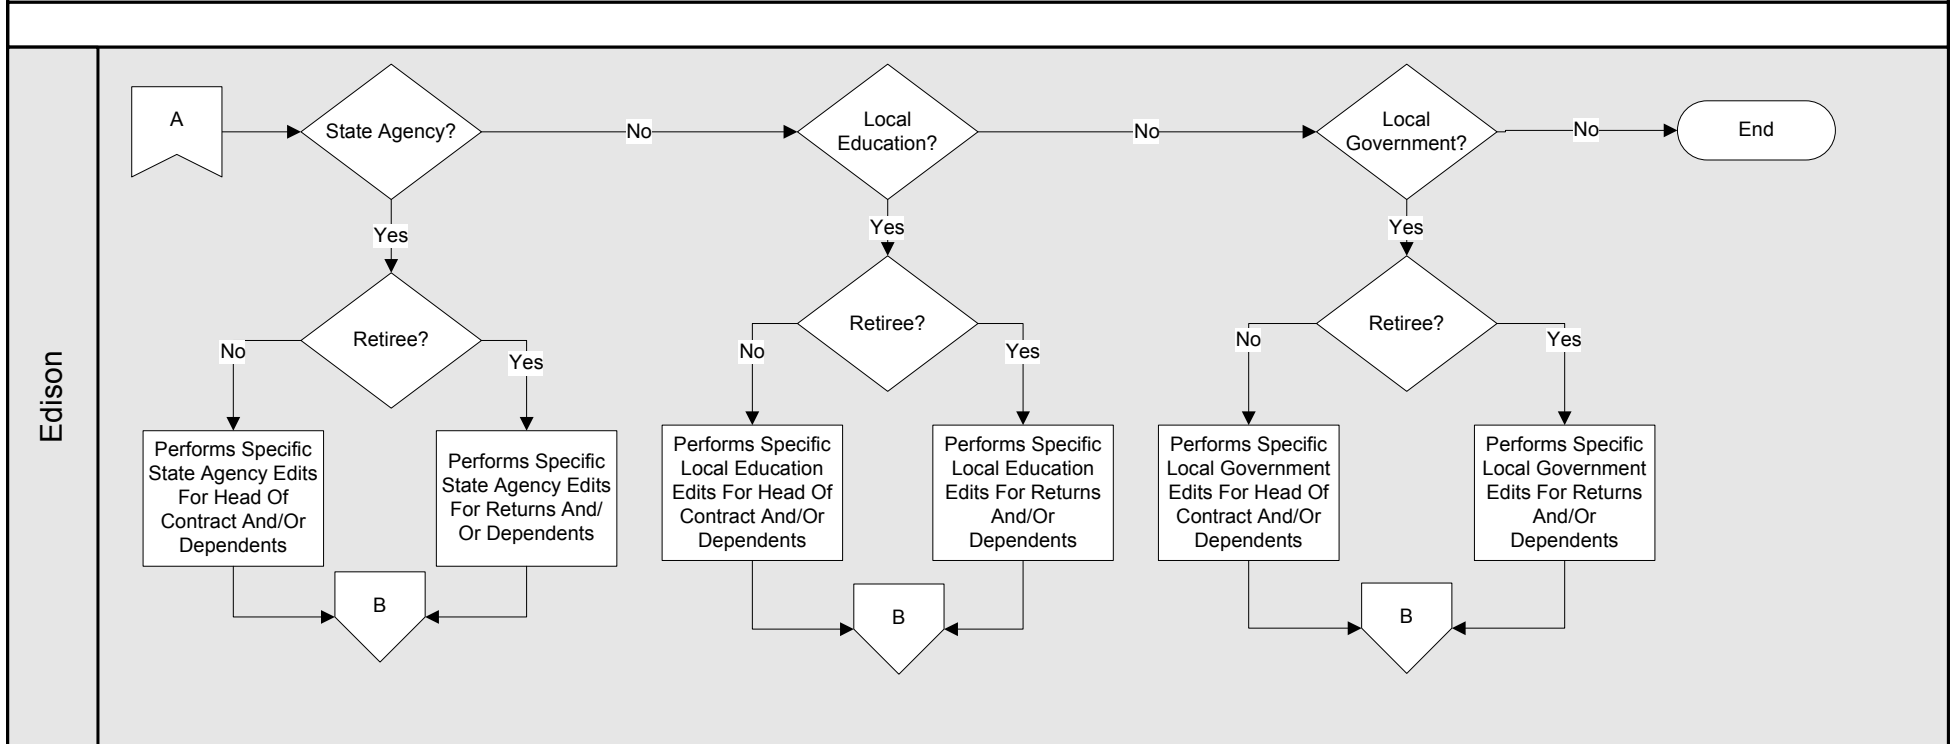 Edison
A
State Agency?
No
Local
Education?
No
Local
Government?
No
End
Yes
Yes
Yes
Retiree?
Retiree?
Retiree?
No
Yes
No
Yes
No
Yes
Performs Specific
State Agency Edits
For Head Of
Contract And/Or
Dependents
Performs Specific
State Agency Edits
For Returns And/
Or Dependents
Performs Specific
Local Education
Edits For Head Of
Contract And/Or
Dependents
Performs Specific
Local Education
Edits For Returns
And/Or
Dependents
Performs Specific
Local Government
Edits For Head Of
Contract And/Or
Dependents
Performs Specific
Local Government
Edits For Returns
And/Or
Dependents
B
B
B